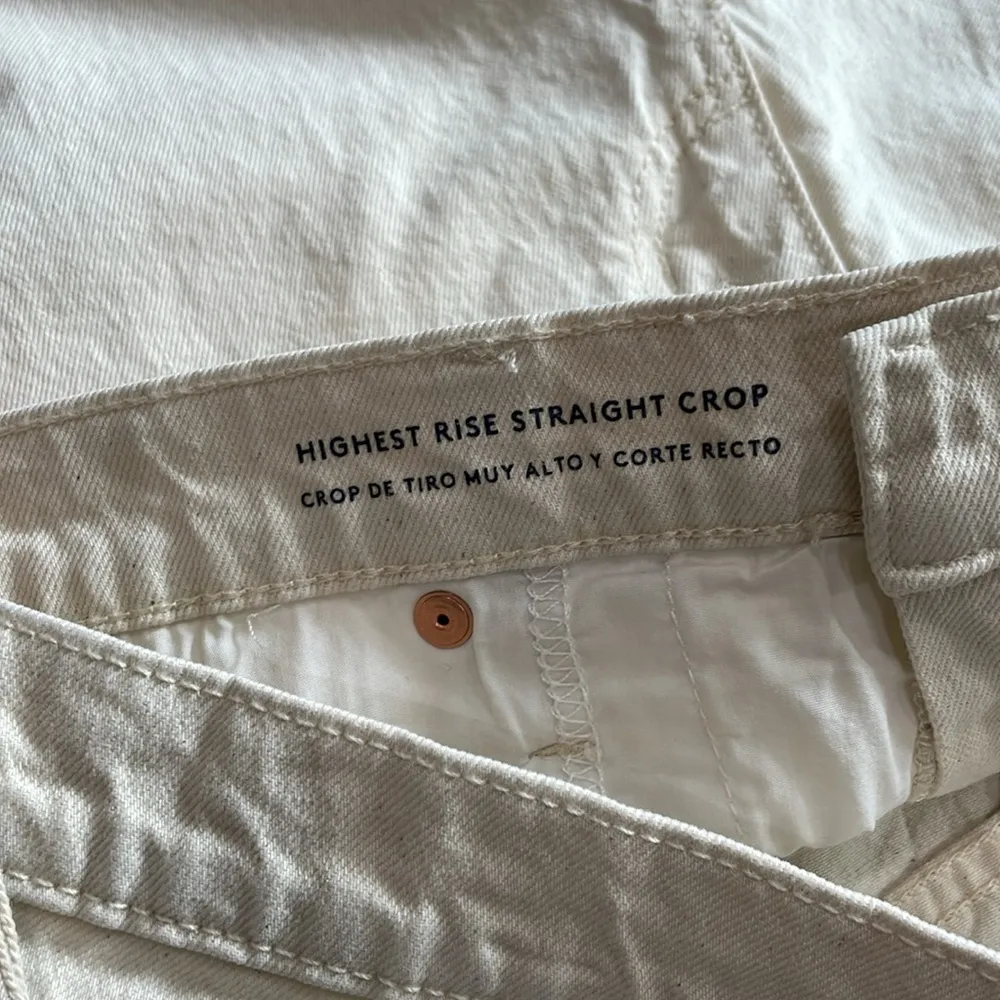 HIGHEST RISE STRAIGHT CROP
CROP DE TIRO MUY ALTO Y CORTE RECTO